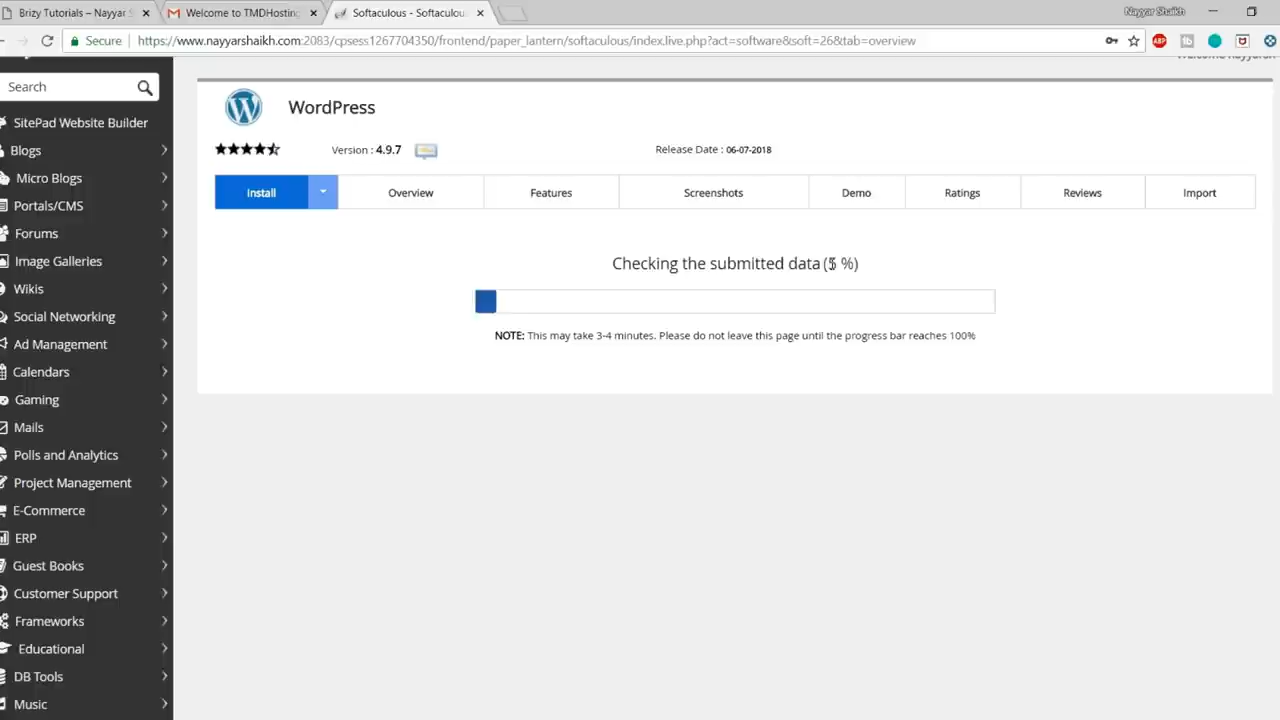 Brizy Tutorials – Nayyar S
Welcome to TMDHosting
Softaculous - Softaculou
Nayyar Shaikh
Secure
https://www.nayyarshaikh.com:2083/cpsess1267704350/frontend/paper_lantern/softaculous/index.live.php?act=software&soft=26&tab=overview
Search
WordPress
Version : 4.9.7
Release Date : 06-07-2018
Install
Overview
Features
Screenshots
Demo
Ratings
Reviews
Import
Checking the submitted data (5 %)
NOTE: This may take 3-4 minutes. Please do not leave this page until the progress bar reaches 100%
SitePad Website Builder
Blogs
Micro Blogs
Portals/CMS
Forums
Image Galleries
Wikis
Social Networking
Ad Management
Calendars
Gaming
Mails
Polls and Analytics
Project Management
E-Commerce
ERP
Guest Books
Customer Support
Frameworks
Educational
DB Tools
Music